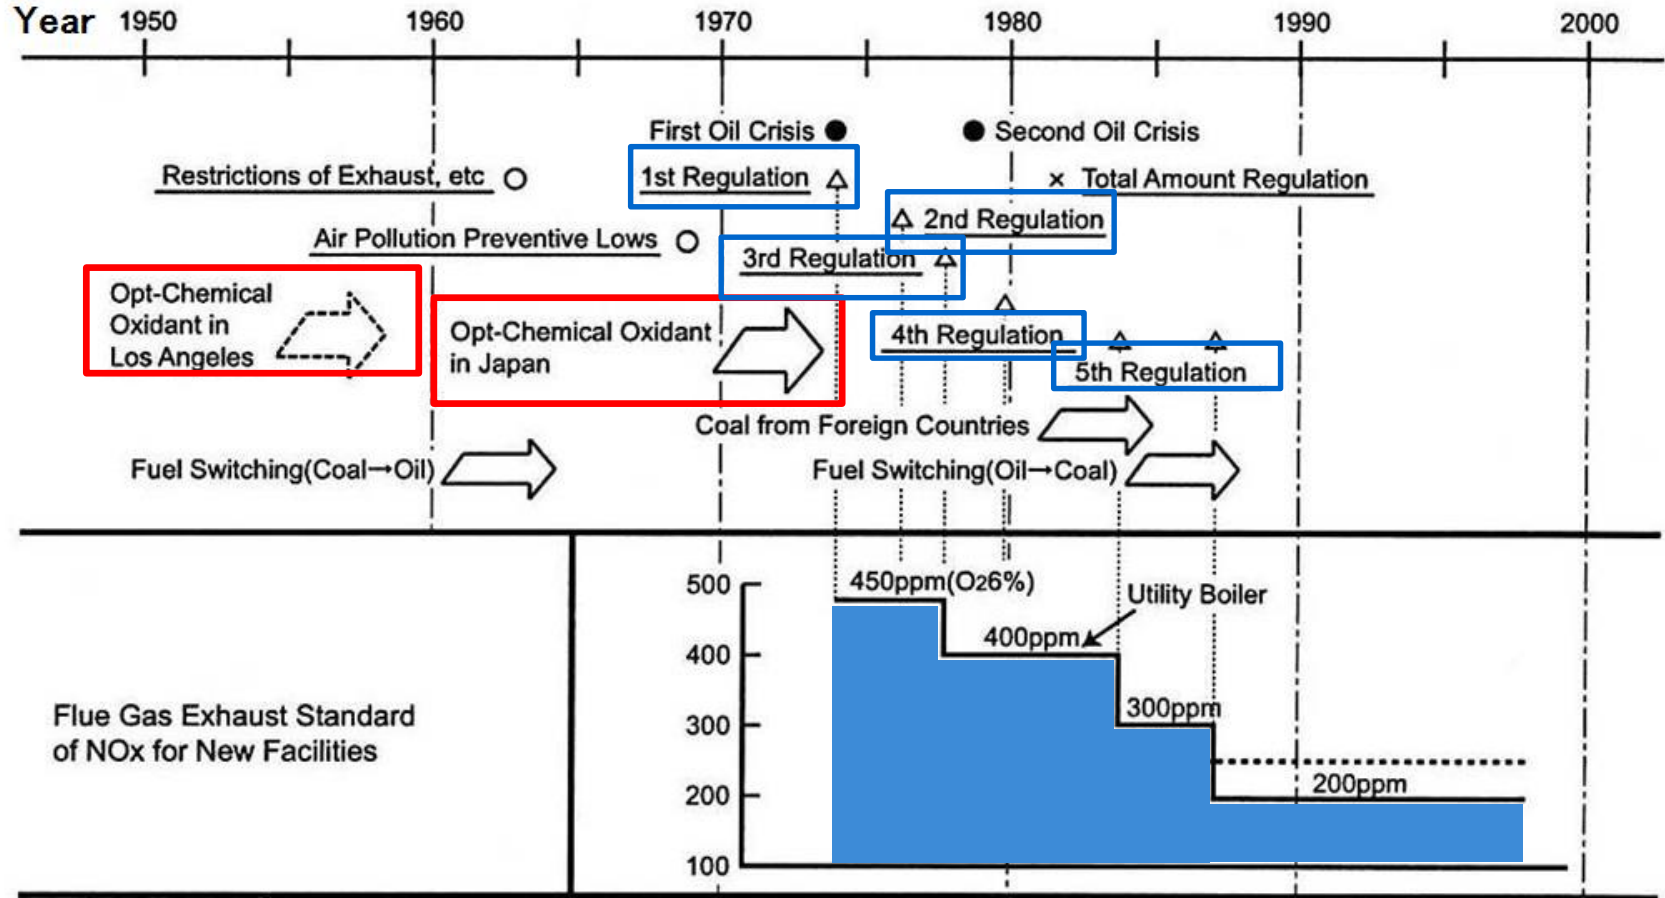 Year 1950 1960 1970 1980 1990 2000
First Oil Crisis ● ● Second Oil Crisis
Restrictions of Exhaust, etc ○
1st Regulation △
× Total Amount Regulation
△ 2nd Regulation
Air Pollution Preventive Lows ○
3rd Regulation △
Opt-Chemical
Oxidant in
Los Angeles
Opt-Chemical Oxidant
in Japan
4th Regulation
5th Regulation
Coal from Foreign Countries
Fuel Switching(Coal→Oil)
Fuel Switching(Oil→Coal)
Flue Gas Exhaust Standard
of NOx for New Facilities
500
400
300
200
100
450ppm(O26%)
Utility Boiler
400ppm
300ppm
200ppm